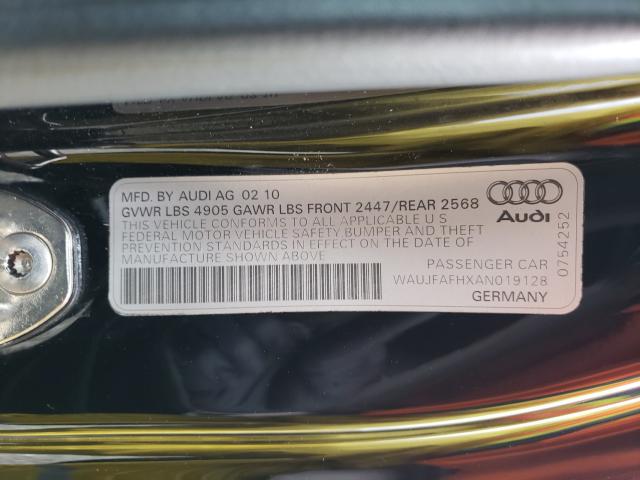 MFD. BY AUDI AG 02 10
GVWR LBS 4905 GAWR LBS FRONT 2447/REAR 2568
THIS VEHICLE CONFORMS TO ALL APPLICABLE U S
FEDERAL MOTOR VEHICLE SAFETY BUMPER AND THEFT
PREVENTION STANDARDS IN EFFECT ON THE DATE OF
MANUFACTURE SHOWN ABOVE
PASSENGER CAR
WAUJFAFHXAN019128
GERMANY
Audi
0754252